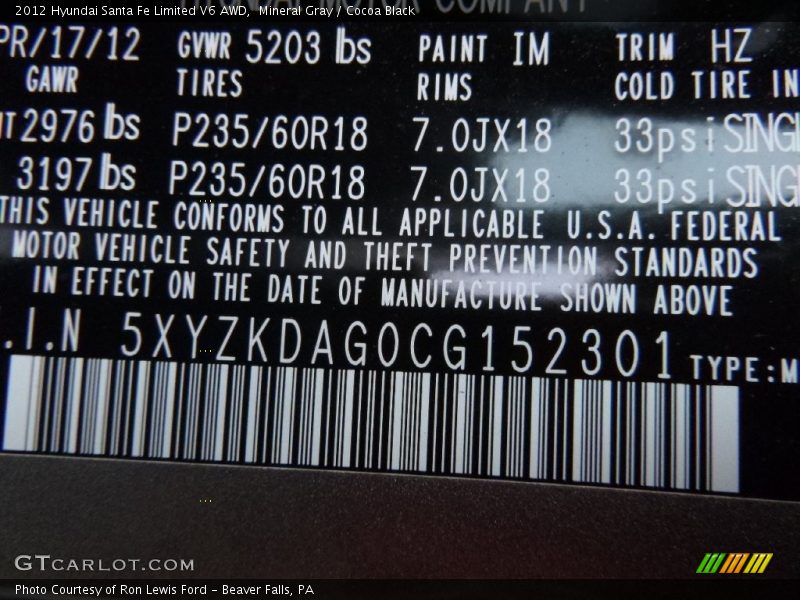 2012 Hyundai Santa Fe Limited V6 AWD, Mineral Gray / Cocoa Black
COMPANY
PR/17/12 GVWR 5203 lbs PAINT IM TRIM HZ
GAWR TIRES RIMS COLD TIRE IN
NT 2976 lbs P235/60R18 7.0JX18 33psi SINGL
3197 lbs P235/60R18 7.0JX18 33psi SINGL
THIS VEHICLE CONFORMS TO ALL APPLICABLE U.S.A. FEDERAL
MOTOR VEHICLE SAFETY AND THEFT PREVENTION STANDARDS
IN EFFECT ON THE DATE OF MANUFACTURE SHOWN ABOVE
.I.N 5XYZKDAG0CG152301 TYPE:M
GTCARLOT.COM
Photo Courtesy of Ron Lewis Ford – Beaver Falls, PA